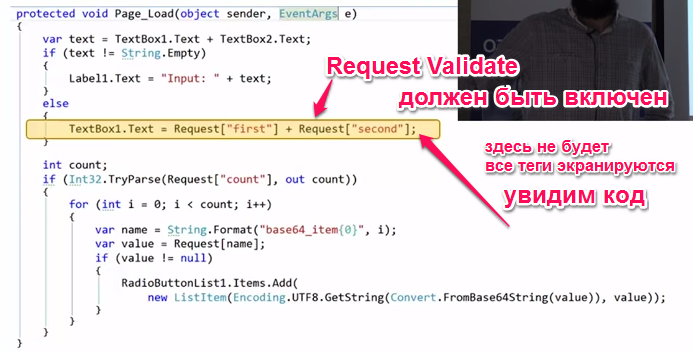 protected void Page_Load(object sender, EventArgs e)
{
var text = TextBox1.Text + TextBox2.Text;
if (text != String.Empty)
{
Label1.Text = "Input: " + text;
}
else
{
TextBox1.Text = Request["first"] + Request["second"];
}
Request Validate
должен быть включен
здесь не будет
все теги экранируются
увидим код
int count;
if (Int32.TryParse(Request["count"], out count))
{
for (int i = 0; i < count; i++)
{
var name = String.Format("base64_item{0}", i);
var value = Request[name];
if (value != null)
{
RadioButtonList1.Items.Add(
new ListItem(Encoding.UTF8.GetString(Convert.FromBase64String(value)), value));
}
}
}
}